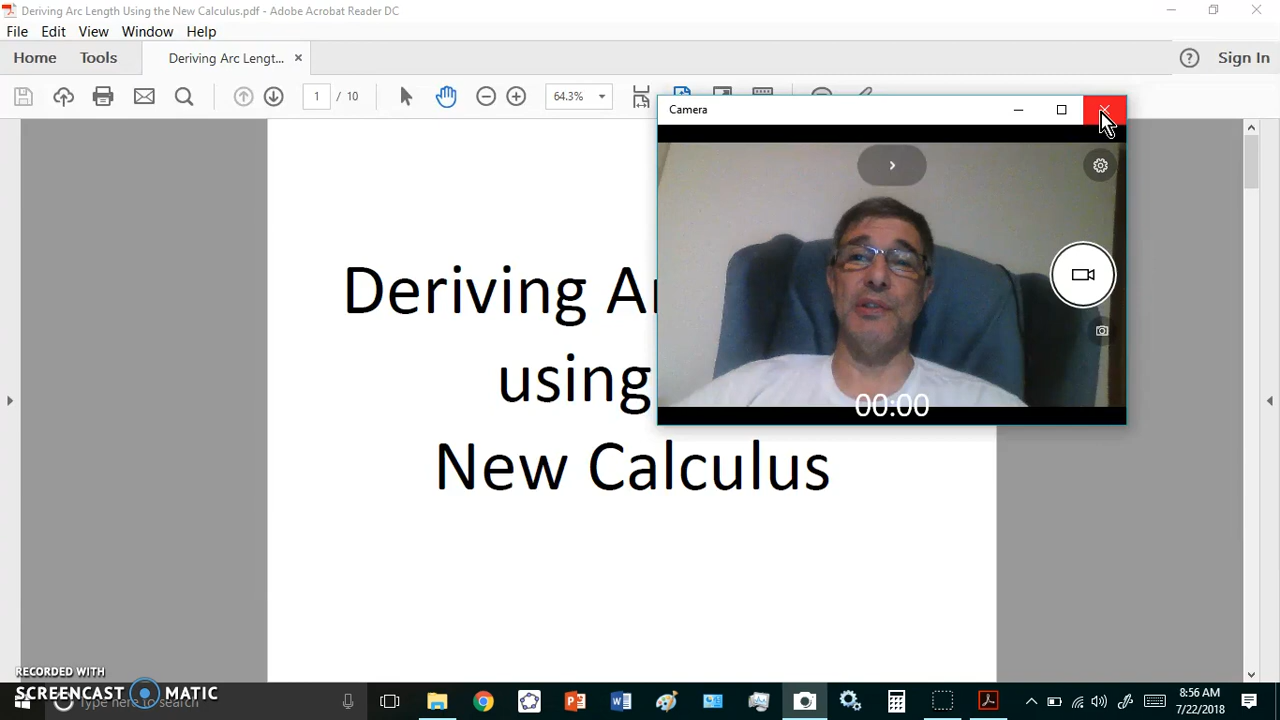 Deriving Arc Length Using the New Calculus.pdf - Adobe Acrobat Reader DC
File Edit View Window Help
Home Tools Deriving Arc Lengt... Sign In
1 / 10 64.3%
Camera
Deriving A
using
New Calculus
00:00
RECORDED WITH
SCREENCAST MATIC
Type here to search
8:56 AM
7/22/2018